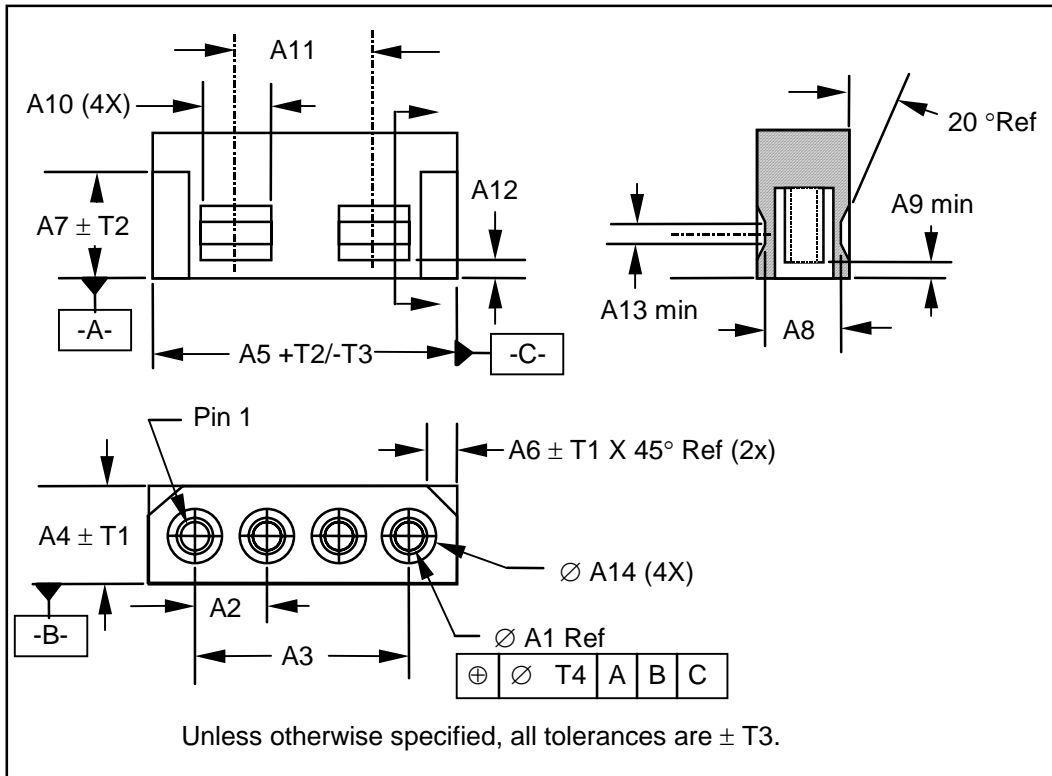 A11
A10 (4X)
20 °Ref
A12
A9 min
A7 ± T2
A13 min
A8
-A-
A5 +T2/-T3
-C-
Pin 1
A6 ± T1 X 45° Ref (2x)
A4 ± T1
∅ A14 (4X)
A2
-B-
∅ A1 Ref
A3
⊕ ∅ T4 A B C
Unless otherwise specified, all tolerances are ± T3.